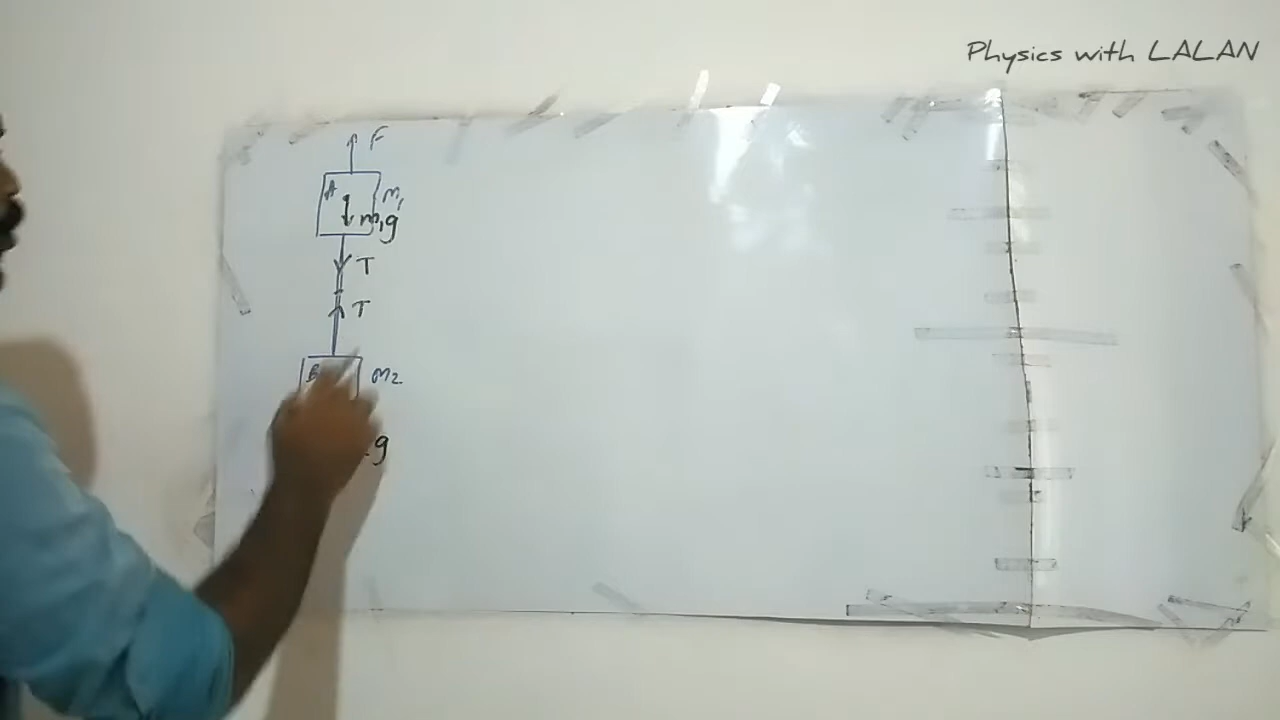 Physics with LALAN
F
A
m₁
m₁g
T
T
B
m₂
g